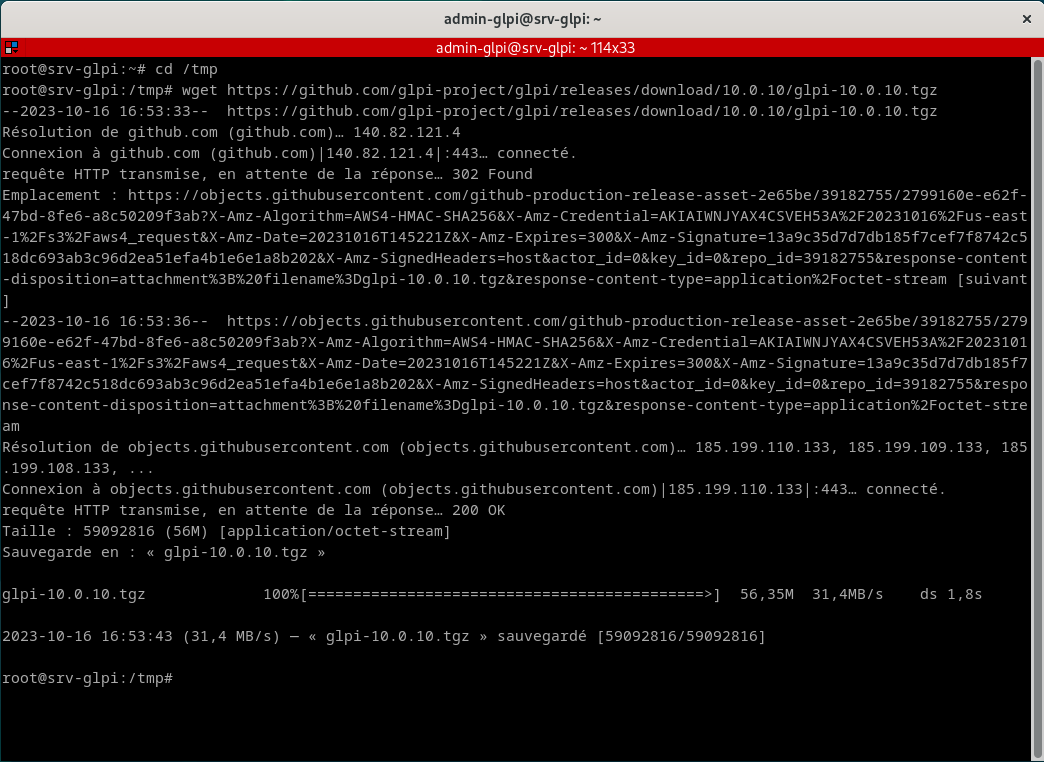 admin-glpi@srv-glpi: ~
admin-glpi@srv-glpi: ~ 114x33
root@srv-glpi:~# cd /tmp
root@srv-glpi:/tmp# wget https://github.com/glpi-project/glpi/releases/download/10.0.10/glpi-10.0.10.tgz
--2023-10-16 16:53:33--  https://github.com/glpi-project/glpi/releases/download/10.0.10/glpi-10.0.10.tgz
Résolution de github.com (github.com)… 140.82.121.4
Connexion à github.com (github.com)|140.82.121.4|:443… connecté.
requête HTTP transmise, en attente de la réponse… 302 Found
Emplacement : https://objects.githubusercontent.com/github-production-release-asset-2e65be/39182755/2799160e-e62f-
47bd-8fe6-a8c50209f3ab?X-Amz-Algorithm=AWS4-HMAC-SHA256&X-Amz-Credential=AKIAIWNJYAX4CSVEH53A%2F20231016%2Fus-east
-1%2Fs3%2Faws4_request&X-Amz-Date=20231016T145221Z&X-Amz-Expires=300&X-Amz-Signature=13a9c35d7d7db185f7cef7f8742c5
18dc693ab3c96d2ea51efa4b1e6e1a8b202&X-Amz-SignedHeaders=host&actor_id=0&key_id=0&repo_id=39182755&response-content
-disposition=attachment%3B%20filename%3Dglpi-10.0.10.tgz&response-content-type=application%2Foctet-stream [suivant
]
--2023-10-16 16:53:36--  https://objects.githubusercontent.com/github-production-release-asset-2e65be/39182755/279
9160e-e62f-47bd-8fe6-a8c50209f3ab?X-Amz-Algorithm=AWS4-HMAC-SHA256&X-Amz-Credential=AKIAIWNJYAX4CSVEH53A%2F2023101
6%2Fus-east-1%2Fs3%2Faws4_request&X-Amz-Date=20231016T145221Z&X-Amz-Expires=300&X-Amz-Signature=13a9c35d7d7db185f7
cef7f8742c518dc693ab3c96d2ea51efa4b1e6e1a8b202&X-Amz-SignedHeaders=host&actor_id=0&key_id=0&repo_id=39182755&respo
nse-content-disposition=attachment%3B%20filename%3Dglpi-10.0.10.tgz&response-content-type=application%2Foctet-stre
am
Résolution de objects.githubusercontent.com (objects.githubusercontent.com)… 185.199.110.133, 185.199.109.133, 185
.199.108.133, ...
Connexion à objects.githubusercontent.com (objects.githubusercontent.com)|185.199.110.133|:443… connecté.
requête HTTP transmise, en attente de la réponse… 200 OK
Taille : 59092816 (56M) [application/octet-stream]
Sauvegarde en : « glpi-10.0.10.tgz »
glpi-10.0.10.tgz             100%[============================================>]  56,35M  31,4MB/s    ds 1,8s
2023-10-16 16:53:43 (31,4 MB/s) — « glpi-10.0.10.tgz » sauvegardé [59092816/59092816]
root@srv-glpi:/tmp#